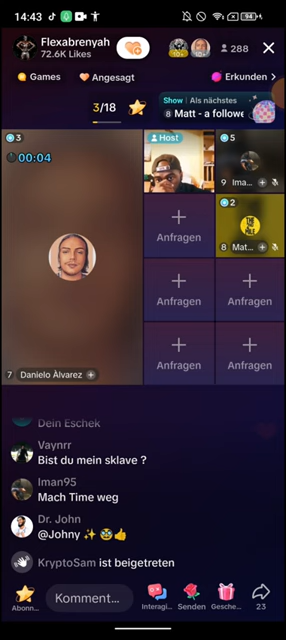 14:43
94
Flexabrenyah
72.6K Likes
288
Games
Angesagt
Erkunden
3/18
Show | Als nächstes
8 Matt - a followe
3
00:04
Host
5
9 Ima...
Anfragen
2
8 Mat...
Anfragen
Anfragen
Anfragen
Anfragen
7 Danielo Àlvarez
Dein Eschek
Vaynrr
Bist du mein sklave ?
Iman95
Mach Time weg
Dr. John
@Johny ✨ 🥸👍
KryptoSam ist beigetreten
Kommentar...
Abonn...
Interagi...
Senden
Gesche...
23